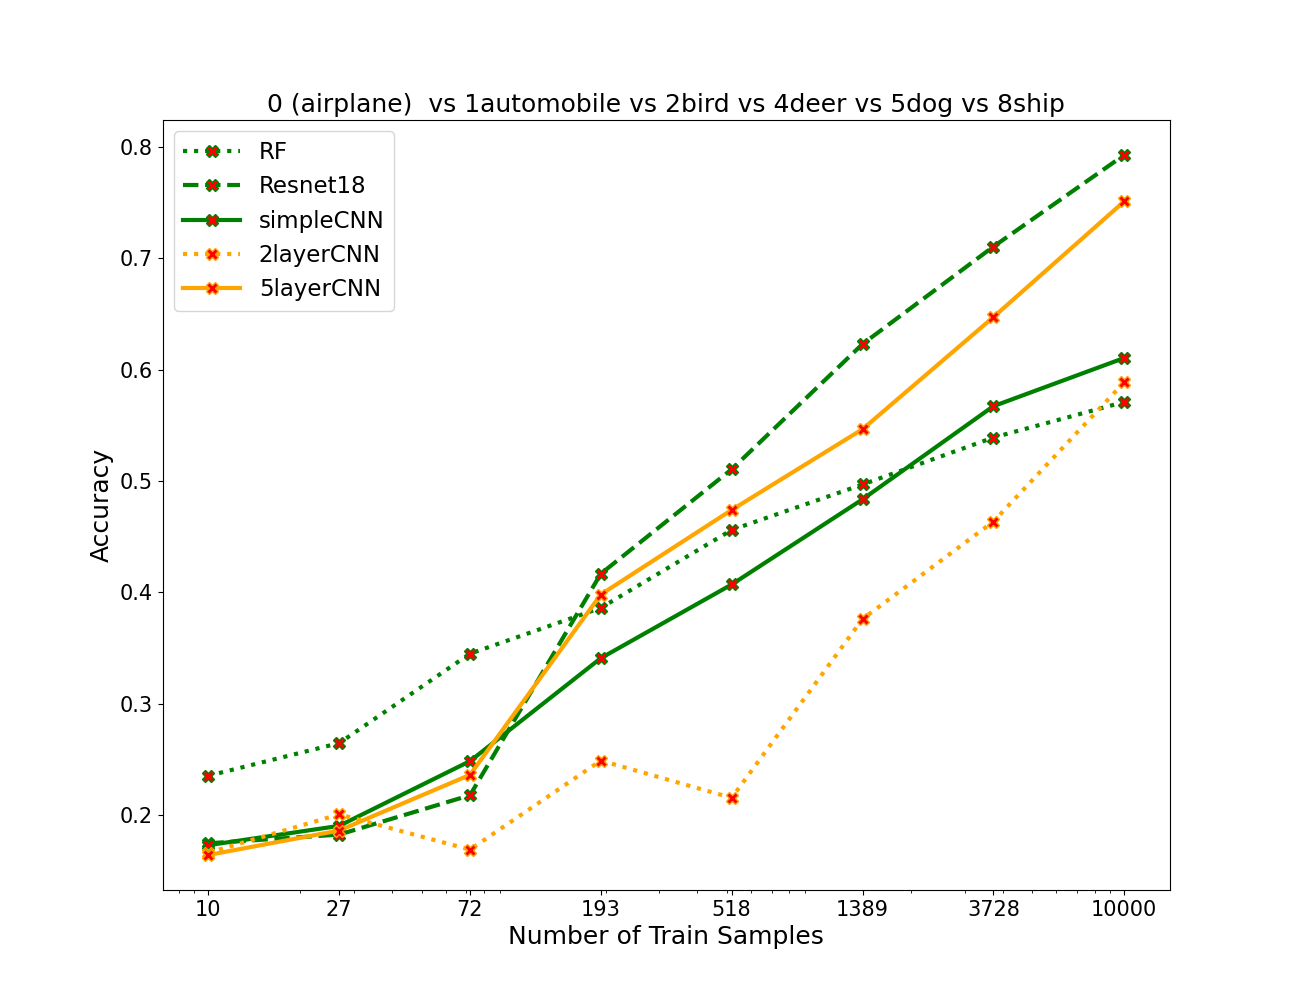 0 (airplane)  vs 1automobile vs 2bird vs 4deer vs 5dog vs 8ship
RF
Resnet18
simpleCNN
2layerCNN
5layerCNN
Accuracy
0.8
0.7
0.6
0.5
0.4
0.3
0.2
10 27 72 193 518 1389 3728 10000
Number of Train Samples